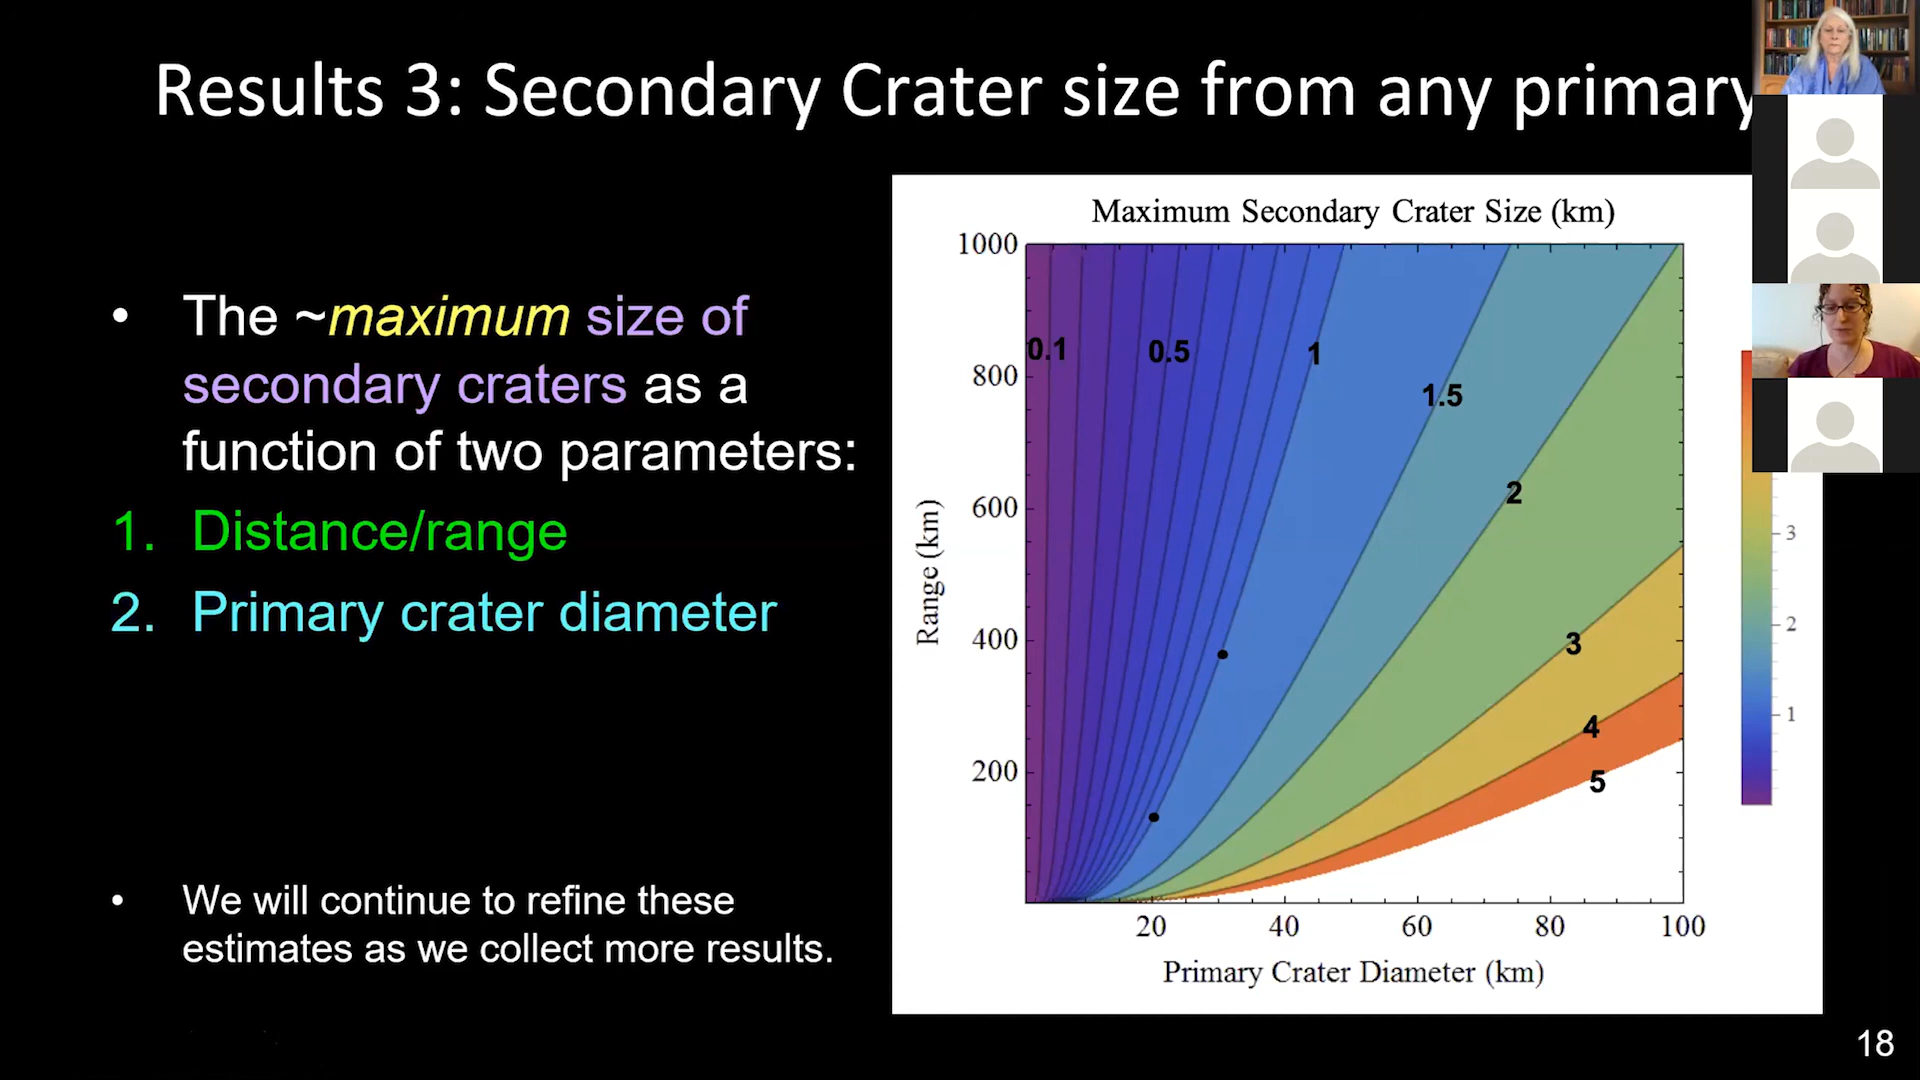 Results 3: Secondary Crater size from any primary
• The ~maximum size of
secondary craters as a
function of two parameters:
1. Distance/range
2. Primary crater diameter
• We will continue to refine these
estimates as we collect more results.
Maximum Secondary Crater Size (km)
1000
800
600
400
200
Range (km)
0.1
0.5
1
1.5
2
3
4
5
20
40
60
80
100
Primary Crater Diameter (km)
3
2
1
18